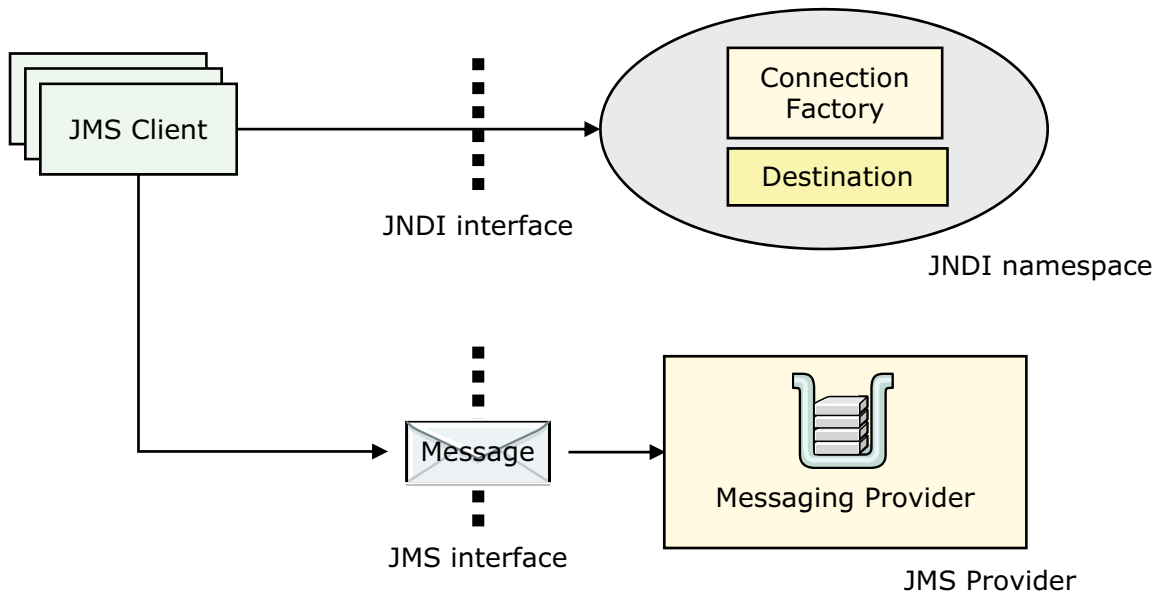 Connection
Factory
JMS Client
Destination
JNDI interface
JNDI namespace
Message
Messaging Provider
JMS interface
JMS Provider